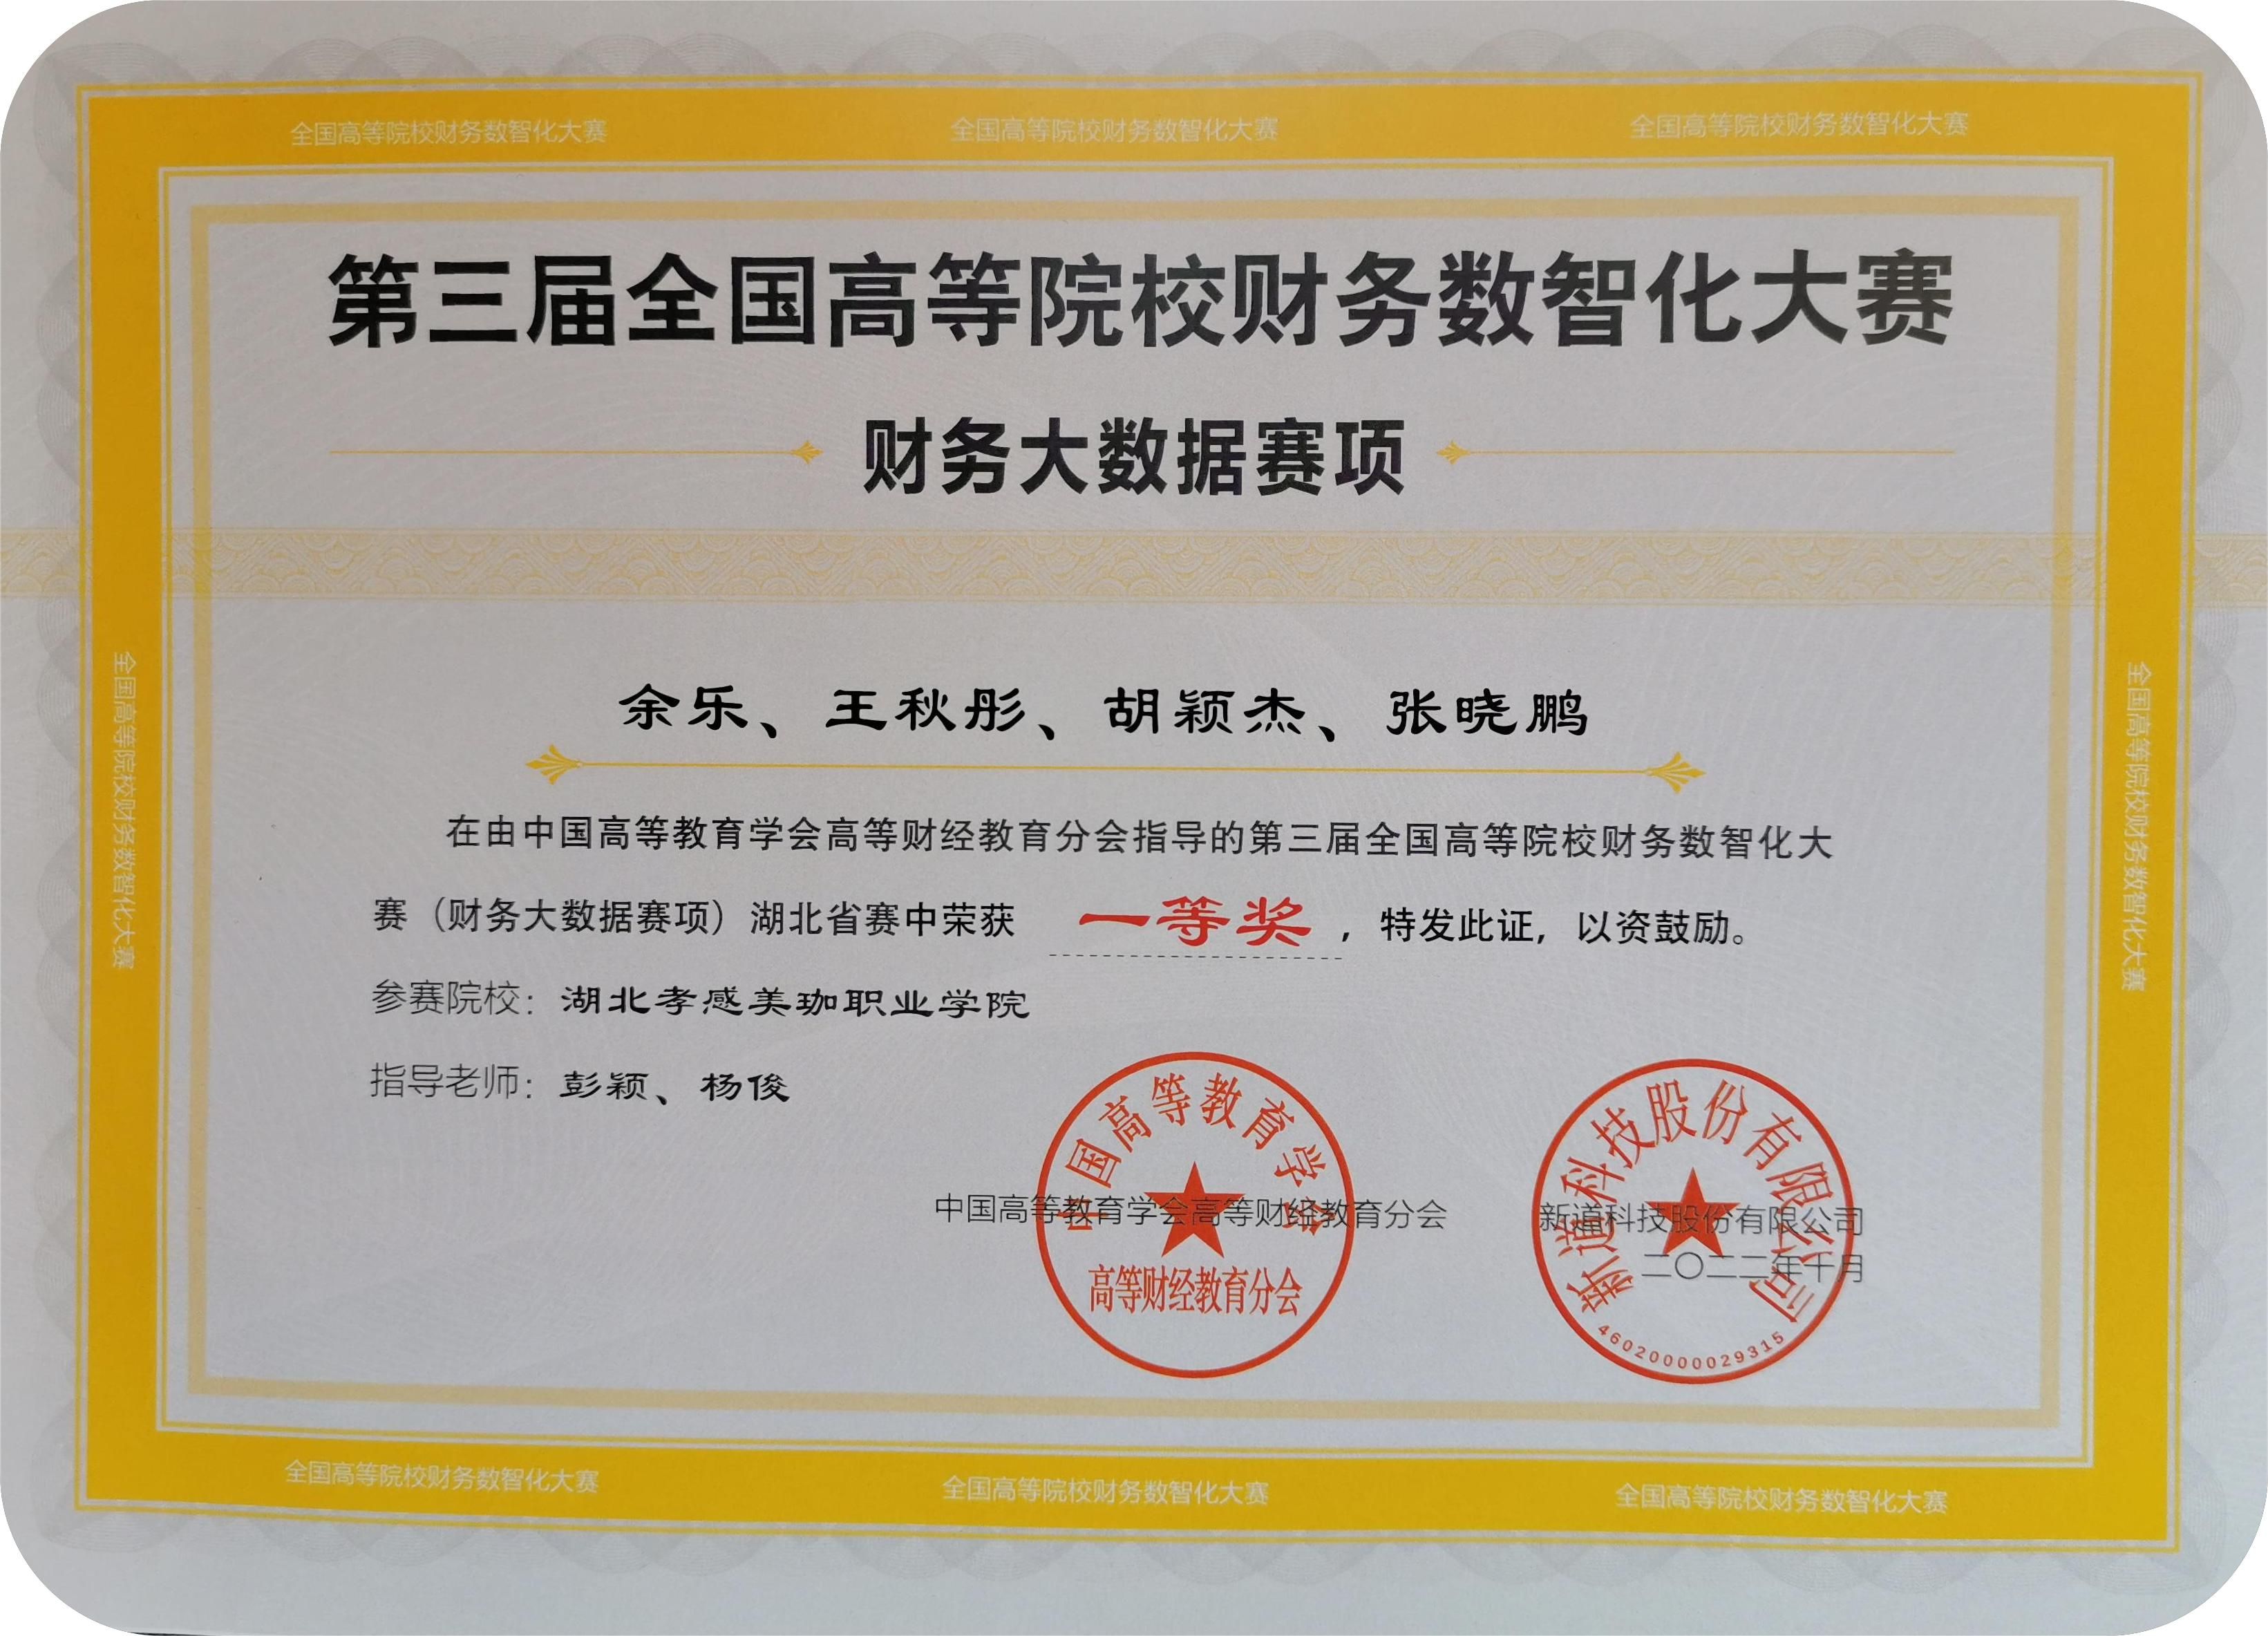 全国高等院校财务数智化大赛
全国高等院校财务数智化大赛
全国高等院校财务数智化大赛
第三届全国高等院校财务数智化大赛
财务大数据赛项
余乐、王秋彤、胡颖杰、张晓鹏
在由中国高等教育学会高等财经教育分会指导的第三届全国高等院校财务数智化大
赛（财务大数据赛项）湖北省赛中荣获 一等奖 ，特发此证，以资鼓励。
参赛院校：湖北孝感美珈职业学院
指导老师：彭颖、杨俊
中国高等教育学会
中国高等教育学会高等财经教育分会
高等财经教育分会
新道科技股份有限公司
新道科技股份有限公司
二〇二二年十月
4602000002931​5
全国高等院校财务数智化大赛
全国高等院校财务数智化大赛
全国高等院校财务数智化大赛
全国高等院校财务数智化大赛
全国高等院校财务数智化大赛